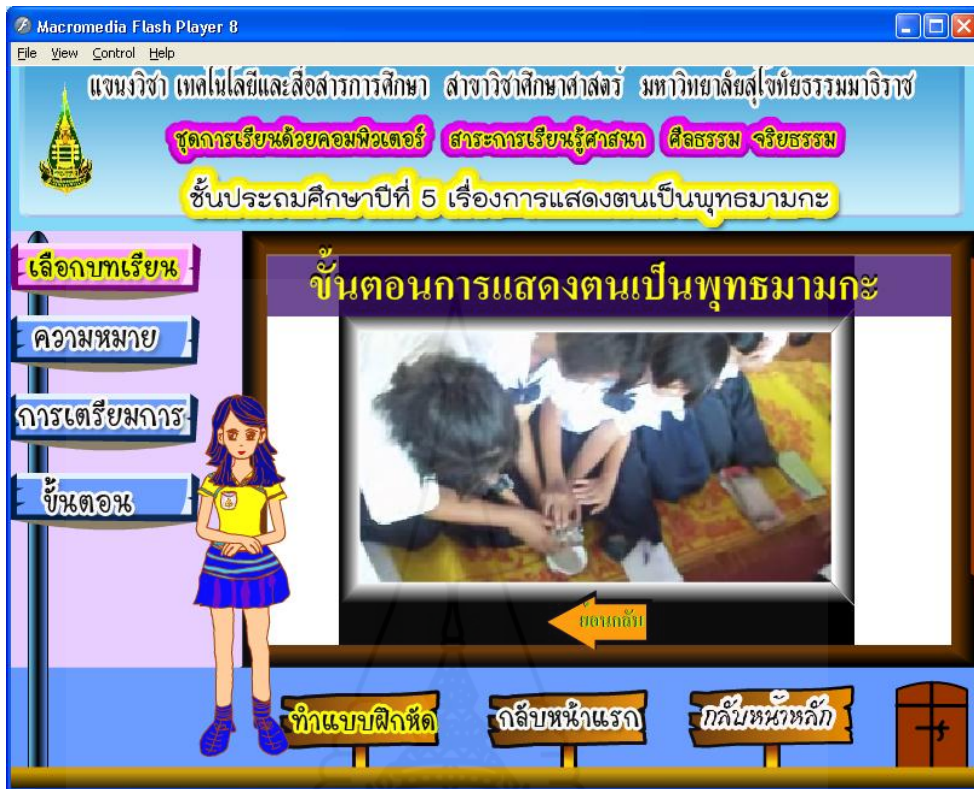 Macromedia Flash Player 8
File View Control Help
แขนงวิชา เทคโนโลยีและสื่อสารการศึกษา สาขาวิชาศึกษาศาสตร์ มหาวิทยาลัยสุโขทัยธรรมมาธิราช
ชุดการเรียนด้วยคอมพิวเตอร์ สาระการเรียนรู้ศาสนา ศีลธรรม จริยธรรม
ชั้นประถมศึกษาปีที่ 5 เรื่องการแสดงตนเป็นพุทธมามกะ
เลือกบทเรียน
ความหมาย
การเตรียมการ
ขั้นตอน
ขั้นตอนการแสดงตนเป็นพุทธมามกะ
ย้อนกลับ
ทำแบบฝึกหัด
กลับหน้าแรก
กลับหน้าหลัก